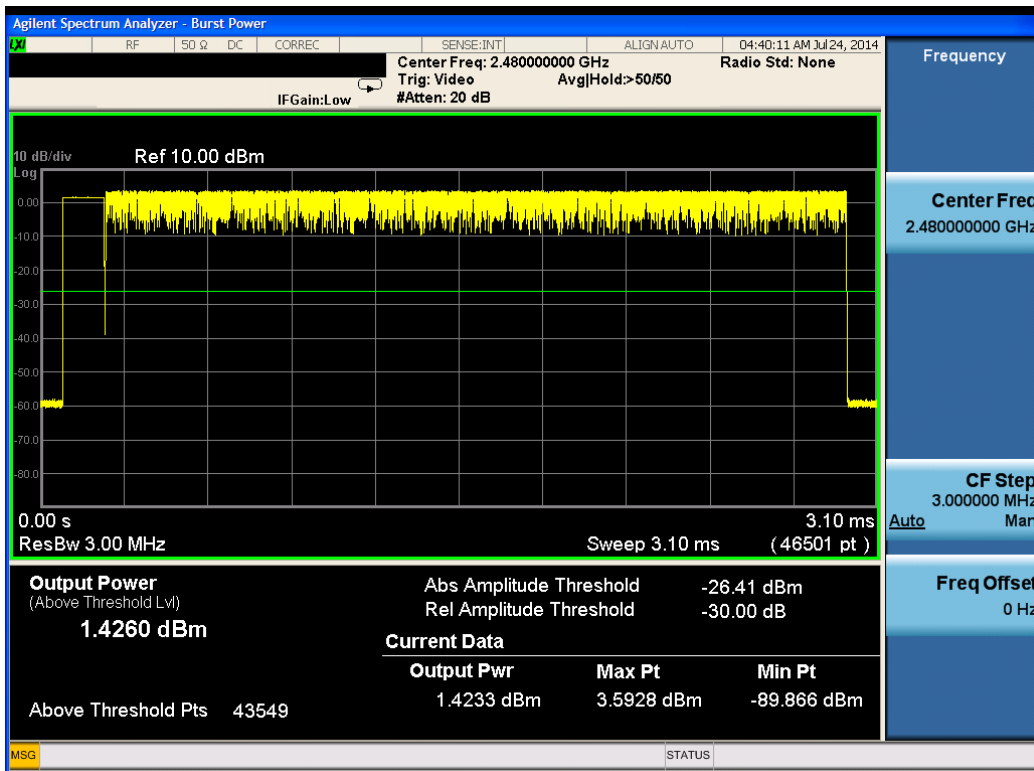 Agilent Spectrum Analyzer - Burst Power
LXI RF 50 Ω DC CORREC SENSE:INT ALIGN AUTO 04:40:11 AM Jul 24, 2014
Center Freq: 2.480000000 GHz Radio Std: None
Trig: Video Avg|Hold:>50/50
IFGain:Low #Atten: 20 dB
Frequency
10 dB/div Ref 10.00 dBm
Log
0.00
-10.0
-20.0
-30.0
-40.0
-50.0
-60.0
-70.0
-80.0
0.00 s 3.10 ms
ResBw 3.00 MHz Sweep 3.10 ms (46501 pt)
Center Freq
2.480000000 GHz
CF Step
3.000000 MHz
Auto Man
Freq Offset
0 Hz
Output Power
(Above Threshold Lvl)
1.4260 dBm
Above Threshold Pts 43549
Abs Amplitude Threshold -26.41 dBm
Rel Amplitude Threshold -30.00 dB
Current Data
Output Pwr Max Pt Min Pt
1.4233 dBm 3.5928 dBm -89.866 dBm
MSG STATUS